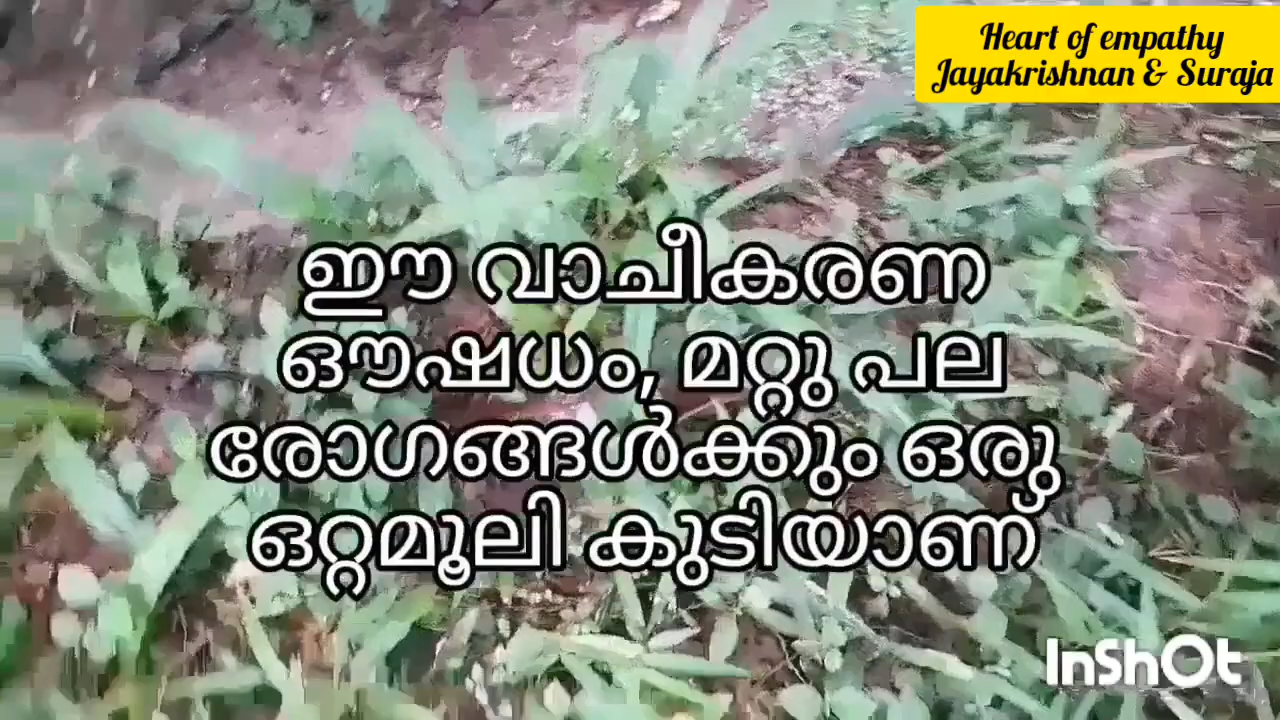 Heart of empathy
Jayakrishnan & Suraja
ഈ വാചീകരണ
ഔഷധം, മറ്റു പല
രോഗങ്ങൾക്കും ഒരു
ഒറ്റമൂലി കുടിയാണ്
InShOt